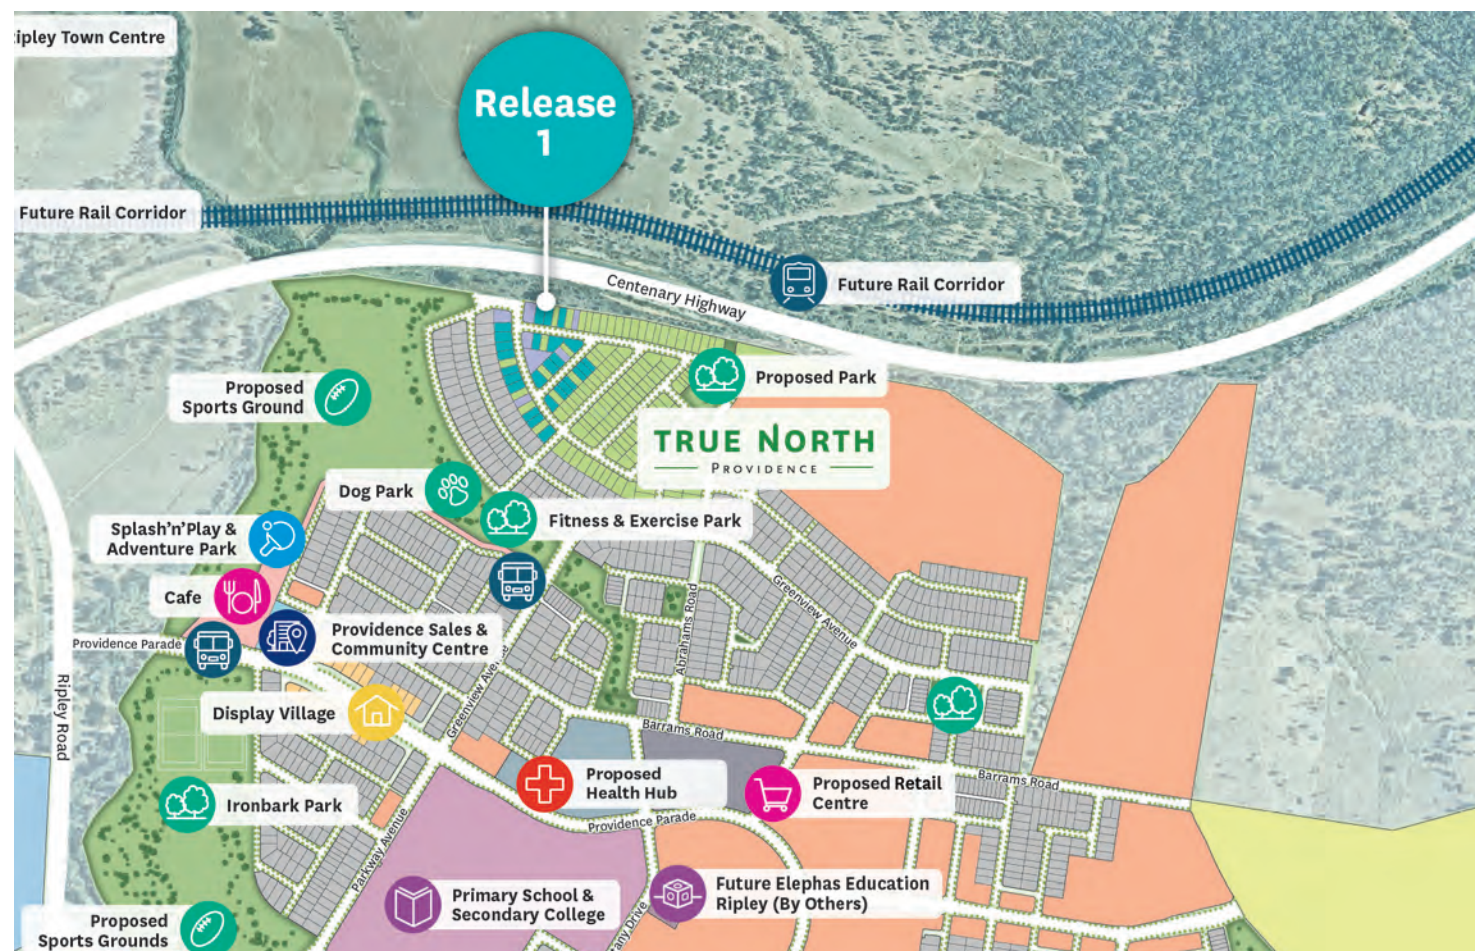 Ripley Town Centre
Release
1
Future Rail Corridor
Future Rail Corridor
Centenary Highway
Proposed
Sports Ground
Proposed Park
TRUE NORTH
PROVIDENCE
Dog Park
Fitness & Exercise Park
Splash'n'Play &
Adventure Park
Cafe
Providence Sales &
Community Centre
Providence Parade
Greenview Avenue
Abrahams Road
Greenview Avenue
Ripley Road
Display Village
Barrams Road
Proposed
Health Hub
Proposed Retail
Centre
Barrams Road
Ironbark Park
Providence Parade
Parkway Avenue
Primary School &
Secondary College
Future Elephas Education
Ripley (By Others)
Proposed
Sports Grounds
Drive